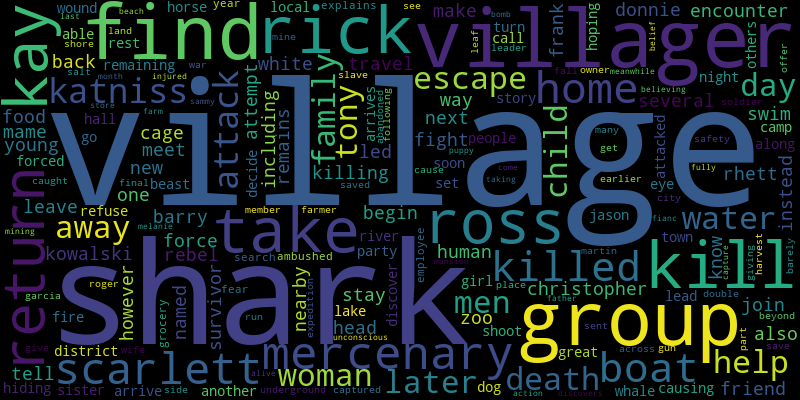 last beach horse year local explains see
wound shore able land rest find rick villager make donnie encounter
bomb leaf leader call turn hoping belief others offer
kay back remaining mine white travel frank night fall owner meanwhile believing
salt month injured war family slave
katniss attack attempt tony arrives abandoned following escape home several day
food store sammy village way story soldier swim
mame hall cage including remains next child camp
young go farm decide led fight people many attacked along
forced meet new killing soon get safety rhett
caught final beast saved cause set puppy come taking earlier eye fully instead
leave one member farmer jason city fianc
return refuse away barry take begin ross water know barely
mining melanie force river employee martin town capture giving harvest
kowalski rebel search ambushed party human killed kill
garcia roger survivor fear nearby expedition discover girl place christopher lead double
fire however grocery named shark stay men father join beyond
run lake zoo group sent across gun part save
district head shoot great also
give wife mercenary unconscious dog help
tell scarlett woman later death boat friend
hiding sister arrive side another alive underground captured action whale causing